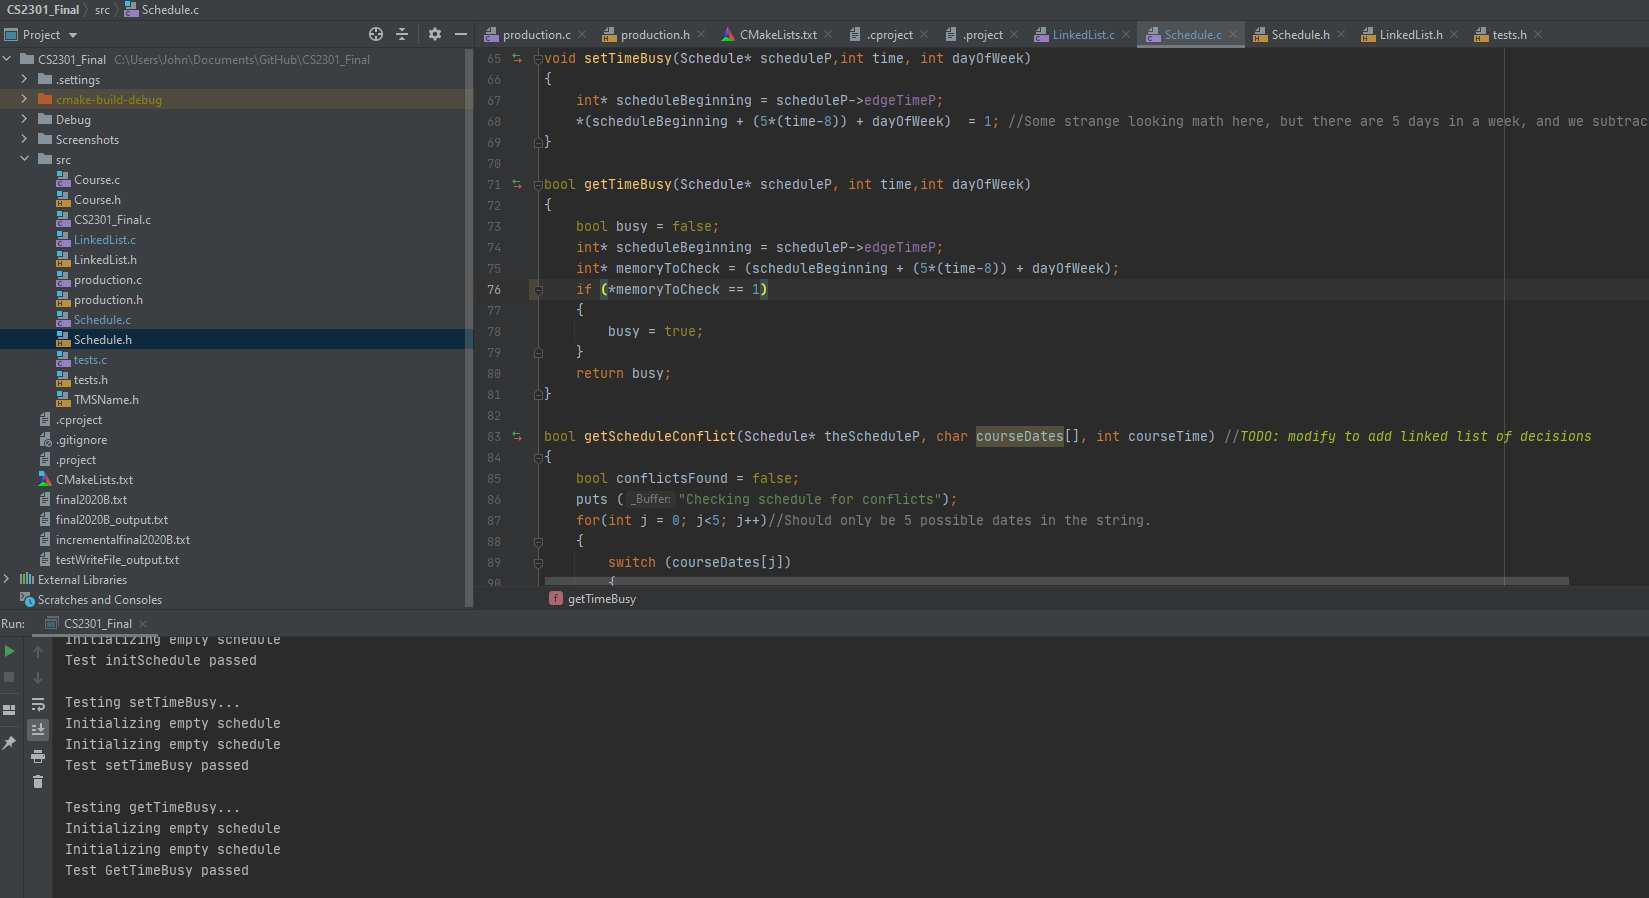 CS2301_Final src Schedule.c
Project
production.c production.h CMakeLists.txt .cproject .project LinkedList.c Schedule.c Schedule.h LinkedList.h tests.h
CS2301_Final C:\Users\John\Documents\GitHub\CS2301_Final
.settings
cmake-build-debug
Debug
Screenshots
src
Course.c
Course.h
CS2301_Final.c
LinkedList.c
LinkedList.h
production.c
production.h
Schedule.c
Schedule.h
tests.c
tests.h
TMSName.h
.cproject
.gitignore
.project
CMakeLists.txt
final2020B.txt
final2020B_output.txt
incrementalfinal2020B.txt
testWriteFile_output.txt
External Libraries
Scratches and Consoles
65 void setTimeBusy(Schedule* scheduleP,int time, int dayOfWeek)
66 {
67 int* scheduleBeginning = scheduleP->edgeTimeP;
68 *(scheduleBeginning + (5*(time-8)) + dayOfWeek)  = 1; //Some strange looking math here, but there are 5 days in a week, and we subtrac
69 }
70
71 bool getTimeBusy(Schedule* scheduleP, int time,int dayOfWeek)
72 {
73 bool busy = false;
74 int* scheduleBeginning = scheduleP->edgeTimeP;
75 int* memoryToCheck = (scheduleBeginning + (5*(time-8)) + dayOfWeek);
76 if (*memoryToCheck == 1)
77 {
78 busy = true;
79 }
80 return busy;
81 }
82
83 bool getScheduleConflict(Schedule* theScheduleP, char courseDates[], int courseTime) //TODO: modify to add linked list of decisions
84 {
85 bool conflictsFound = false;
86 puts ( _Buffer: "Checking schedule for conflicts");
87 for(int j = 0; j<5; j++)//Should only be 5 possible dates in the string.
88 {
89 switch (courseDates[j])
90 {
getTimeBusy
Run: CS2301_Final
Initializing empty schedule
Test initSchedule passed
Testing setTimeBusy...
Initializing empty schedule
Initializing empty schedule
Test setTimeBusy passed
Testing getTimeBusy...
Initializing empty schedule
Initializing empty schedule
Test GetTimeBusy passed